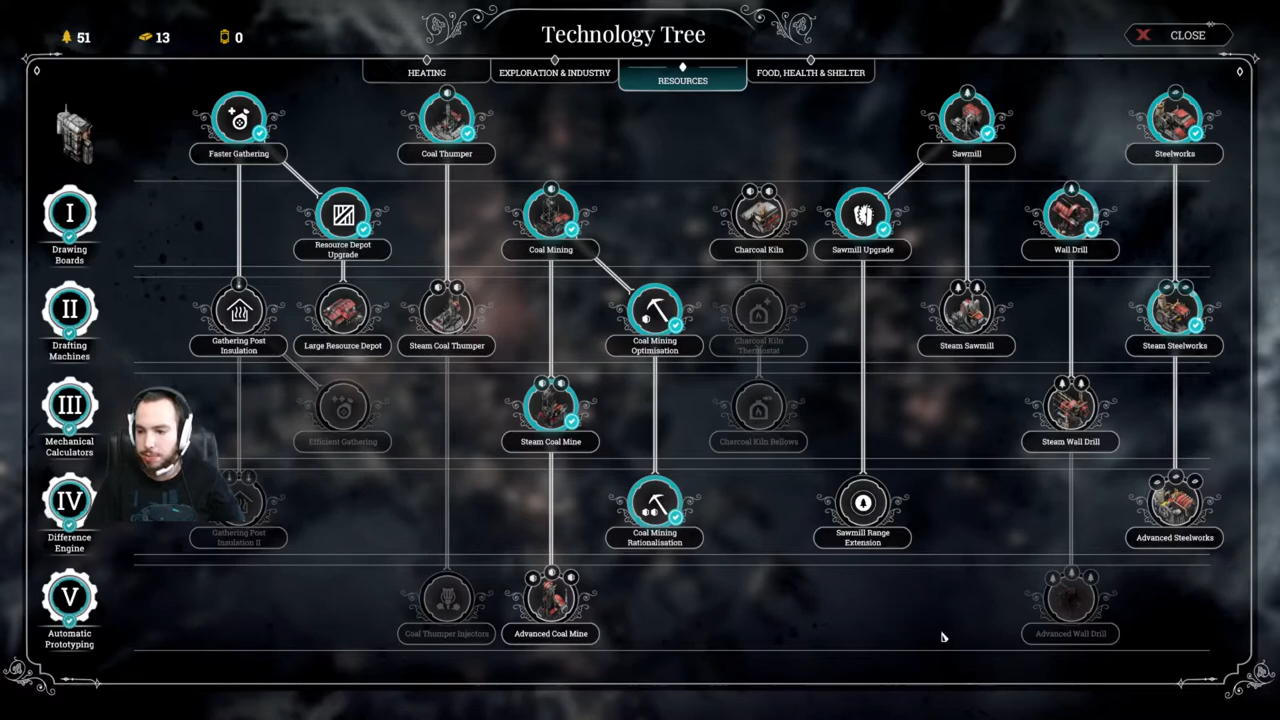 51
13
0
Technology Tree
CLOSE
HEATING
EXPLORATION & INDUSTRY
RESOURCES
FOOD, HEALTH & SHELTER
Faster Gathering
Coal Thumper
Sawmill
Steelworks
I
Drawing
Boards
Resource Depot
Upgrade
Coal Mining
Charcoal Kiln
Sawmill Upgrade
Wall Drill
II
Drafting
Machines
Gathering Post
Insulation
Large Resource Depot
Steam Coal Thumper
Coal Mining
Optimisation
Charcoal Kiln
Thermostat
Steam Sawmill
Steam Steelworks
III
Mechanical
Calculators
Efficient Gathering
Steam Coal Mine
Charcoal Kiln Bellows
Steam Wall Drill
IV
Difference
Engine
Gathering Post
Insulation II
Coal Mining
Rationalisation
Sawmill Range
Extension
Advanced Steelworks
V
Automatic
Prototyping
Coal Thumper Injectors
Advanced Coal Mine
Advanced Wall Drill